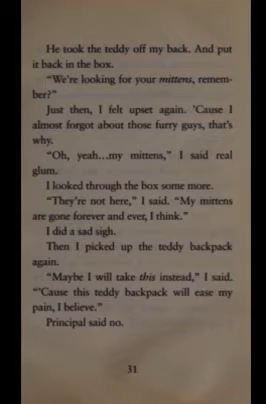 He took the teddy off my back. And put
it back in the box.
“We’re looking for your mittens, remem-
ber?”
Just then, I felt upset again. ’Cause I
almost forgot about those furry guys, that’s
why.
“Oh, yeah...my mittens,” I said real
glum.
I looked through the box some more.
“They’re not here,” I said. “My mittens
are gone forever and ever, I think.”
I did a sad sigh.
Then I picked up the teddy backpack
again.
“Maybe I will take this instead,” I said.
“’Cause this teddy backpack will ease my
pain, I believe.”
Principal said no.
31